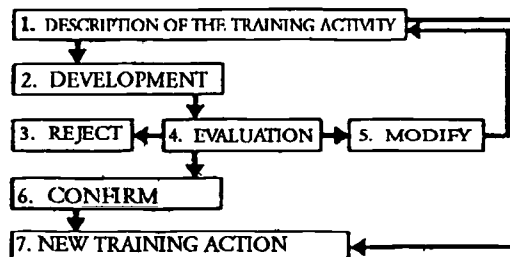 1. DESCRIPTION OF THE TRAINING ACTIVITY
2. DEVELOPMENT
3. REJECT
4. EVALUATION
5. MODIFY
6. CONFIRM
7. NEW TRAINING ACTION